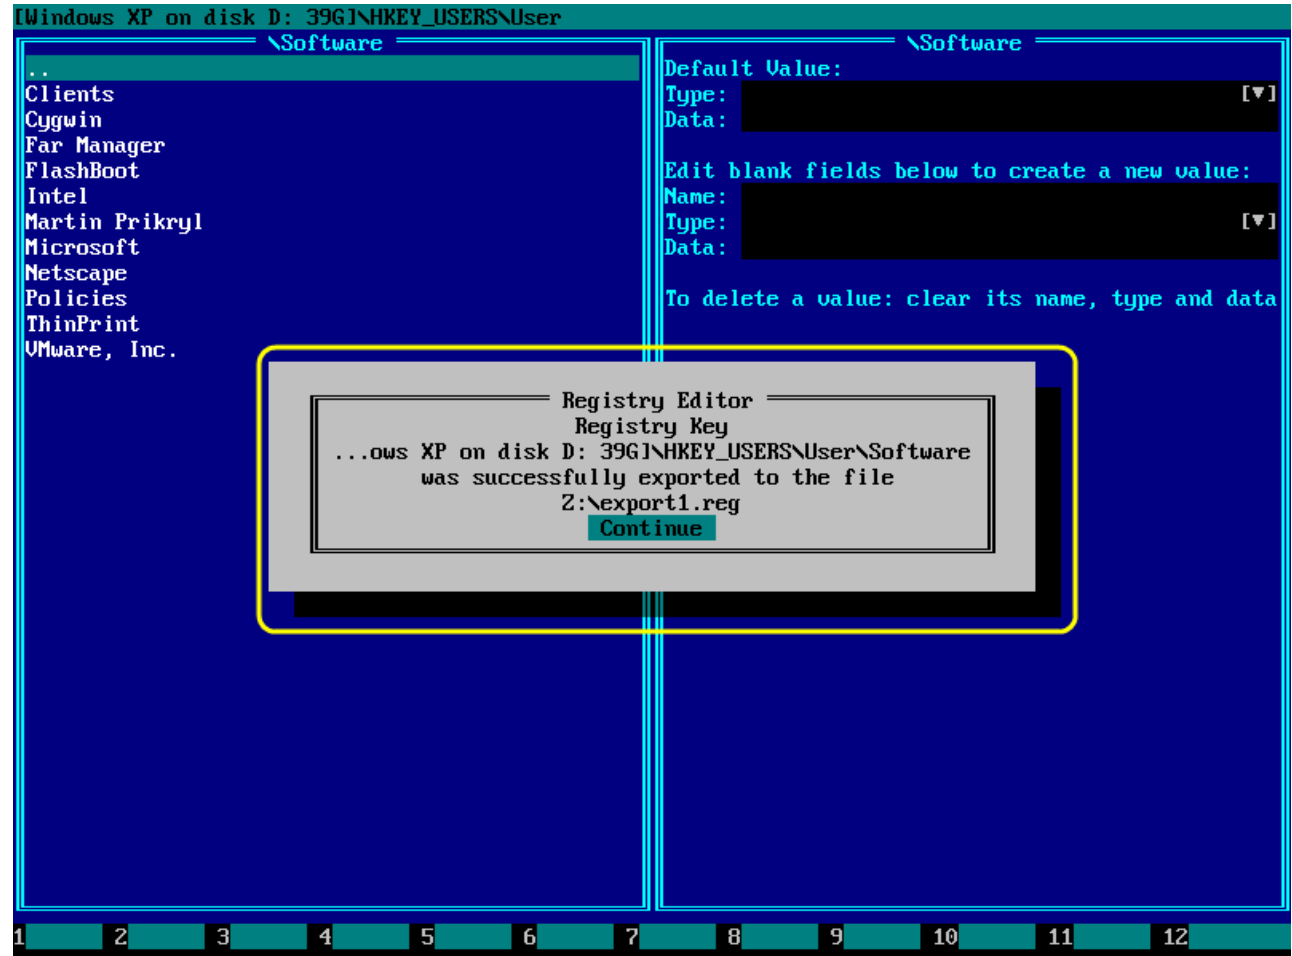 [Windows XP on disk D: 39G]\HKEY_USERS\User
\Software
..
Clients
Cygwin
Far Manager
FlashBoot
Intel
Martin Prikryl
Microsoft
Netscape
Policies
ThinPrint
VMware, Inc.
\Software
Default Value:
Type: [▼]
Data:
Edit blank fields below to create a new value:
Name:
Type: [▼]
Data:
To delete a value: clear its name, type and data
Registry Editor
Registry Key
...ows XP on disk D: 39G]\HKEY_USERS\User\Software
was successfully exported to the file
Z:\export1.reg
Continue
1 2 3 4 5 6 7 8 9 10 11 12